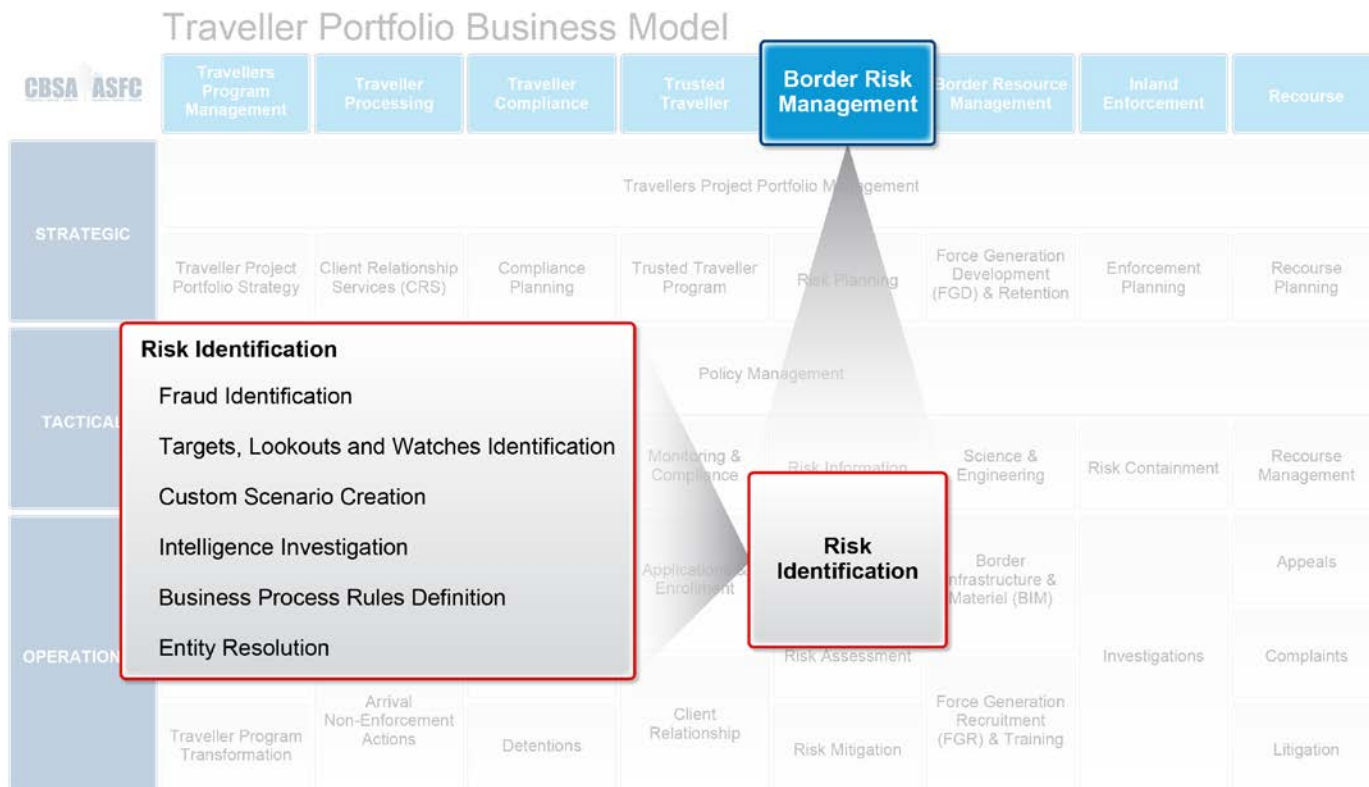 Traveller Portfolio Business Model
CBSA ASFC
Travellers
Program
Management
Traveller
Processing
Traveller
Compliance
Trusted
Traveller
Border Risk
Management
Border Resource
Management
Inland
Enforcement
Recourse
STRATEGIC
Travellers Project Portfolio Management
Traveller Project
Portfolio Strategy
Client Relationship
Services (CRS)
Compliance
Planning
Trusted Traveller
Program
Risk Planning
Force Generation
Development
(FGD) & Retention
Enforcement
Planning
Recourse
Planning
TACTICAL
Policy Management
Risk Identification
Fraud Identification
Targets, Lookouts and Watches Identification
Custom Scenario Creation
Intelligence Investigation
Business Process Rules Definition
Entity Resolution
Monitoring &
Compliance
Risk Information
Science &
Engineering
Risk Containment
Recourse
Management
OPERATION
Applications &
Enrollment
Risk
Identification
Border
Infrastructure &
Materiel (BIM)
Appeals
Risk Assessment
Investigations
Complaints
Traveller Program
Transformation
Arrival
Non-Enforcement
Actions
Detentions
Client
Relationship
Risk Mitigation
Force Generation
Recruitment
(FGR) & Training
Litigation